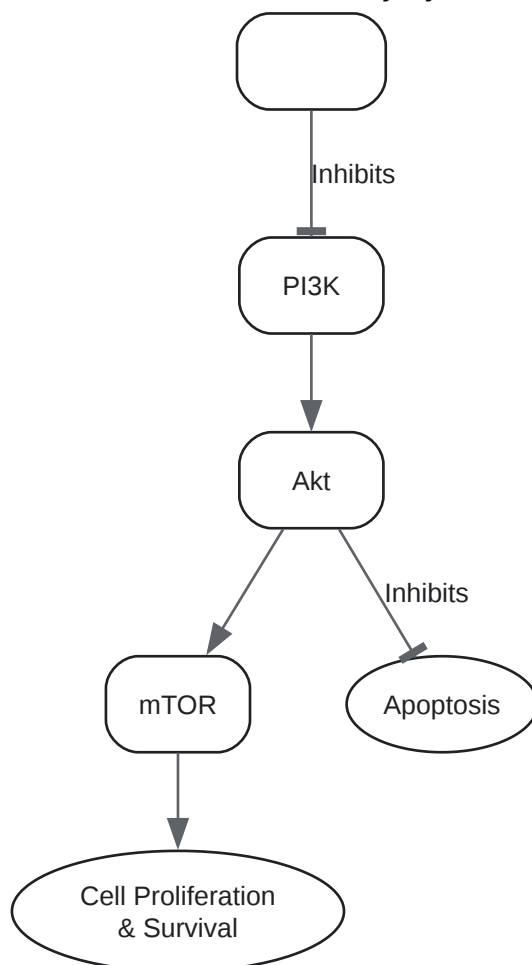 Inhibits
PI3K
Akt
Inhibits
mTOR
Apoptosis
Cell Proliferation
& Survival